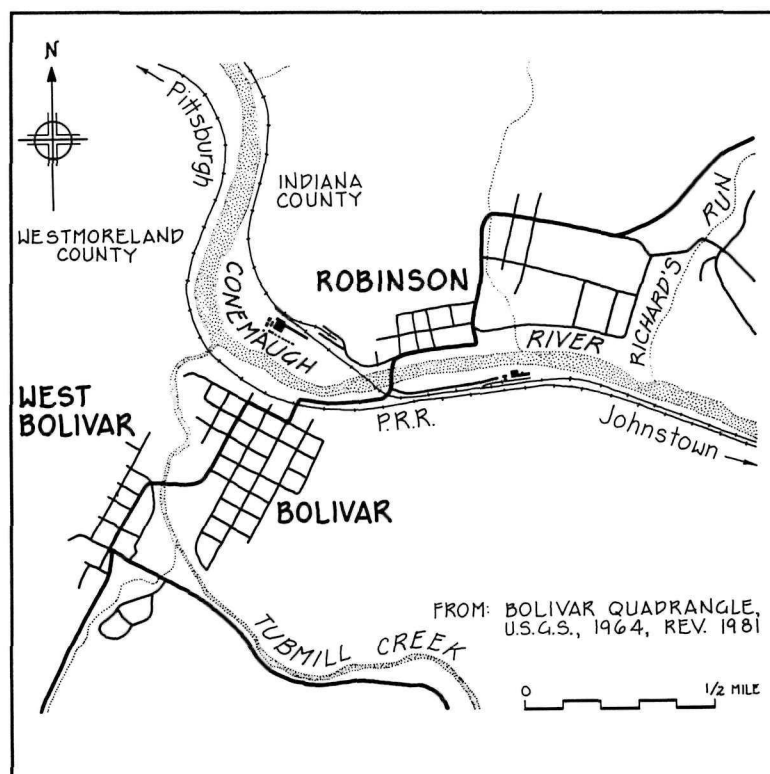 N
Pittsburgh
INDIANA
COUNTY
WESTMORELAND
COUNTY
CONEMAUGH
RIVER
ROBINSON
RICHARD'S RUN
WEST
BOLIVAR
P.R.R.
Johnstown
BOLIVAR
TUBMILL CREEK
FROM: BOLIVAR QUADRANGLE,
U.S.G.S., 1964, REV. 1981
0 1/2 MILE